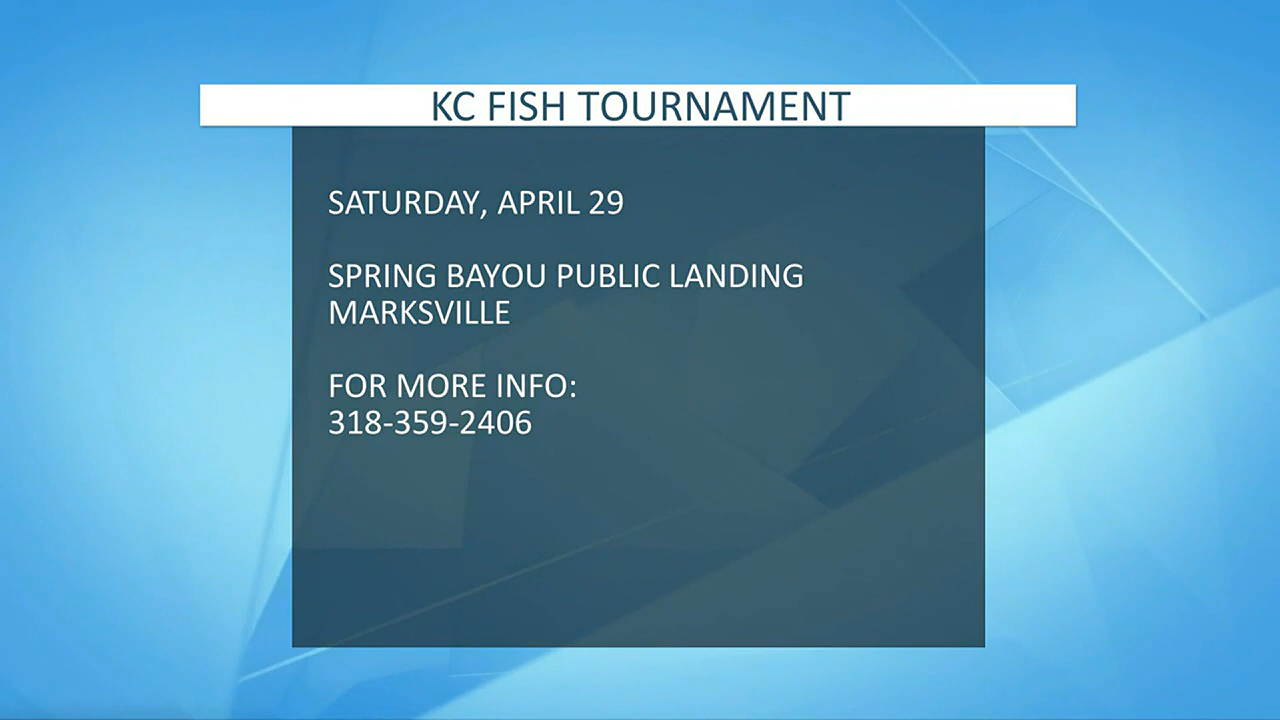 KC FISH TOURNAMENT
SATURDAY, APRIL 29
SPRING BAYOU PUBLIC LANDING
MARKSVILLE
FOR MORE INFO:
318-359-2406